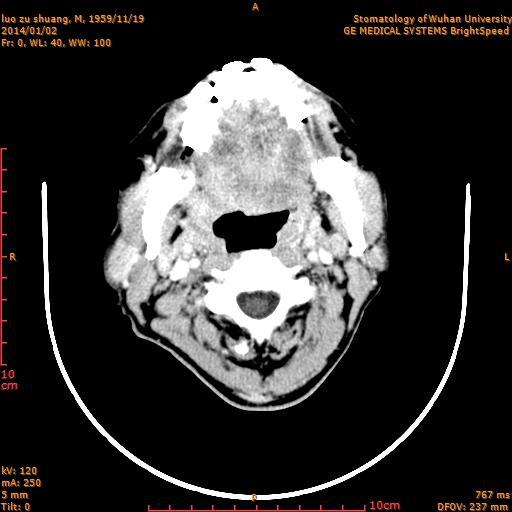 A
luo zu shuang, M, 1959/11/19
2014/01/02
Fr: 0, WL: 40, WW: 100
Stomatology of Wuhan University
GE MEDICAL SYSTEMS BrightSpeed
R
L
10
cm
kV: 120
mA: 250
5 mm
Tilt: 0
P
10cm
767 ms
DFOV: 237 mm